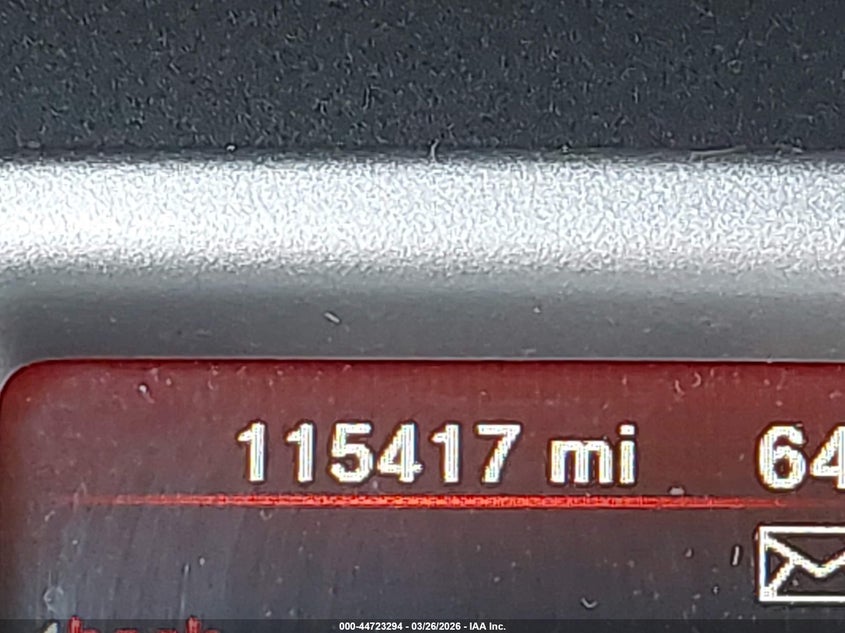 115417 mi 64
000-44723294 - 03/26/2026 - IAA Inc.